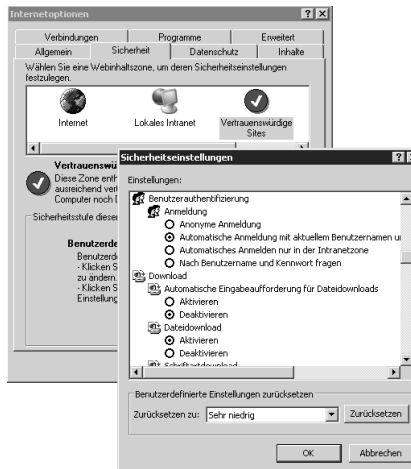 Internetoptionen
Verbindungen Programme Erweitert
Allgemein Sicherheit Datenschutz Inhalte
Wählen Sie eine Webinhaltszone, um deren Sicherheitseinstellungen
festzulegen.
Internet Lokales Intranet Vertrauenswürdige
Sites
Vertrauenswü
Diese Zone enth
ausreichend vert
Computer noch D
Sicherheitsstufe dieser
Benutzerde
Benutzerd
- Klicken S
zu ändern.
- Klicken S
Einstellung
Sicherheitseinstellungen
Einstellungen:
Benutzerauthentifizierung
Anmeldung
Anonyme Anmeldung
Automatische Anmeldung mit aktuellem Benutzernamen u
Automatisches Anmelden nur in der Intranetzone
Nach Benutzername und Kennwort fragen
Download
Automatische Eingabeaufforderung für Dateidownloads
Aktivieren
Deaktivieren
Dateidownload
Aktivieren
Deaktivieren
Schriftartdownload
Benutzerdefinierte Einstellungen zurücksetzen
Zurücksetzen zu: Sehr niedrig Zurücksetzen
OK Abbrechen